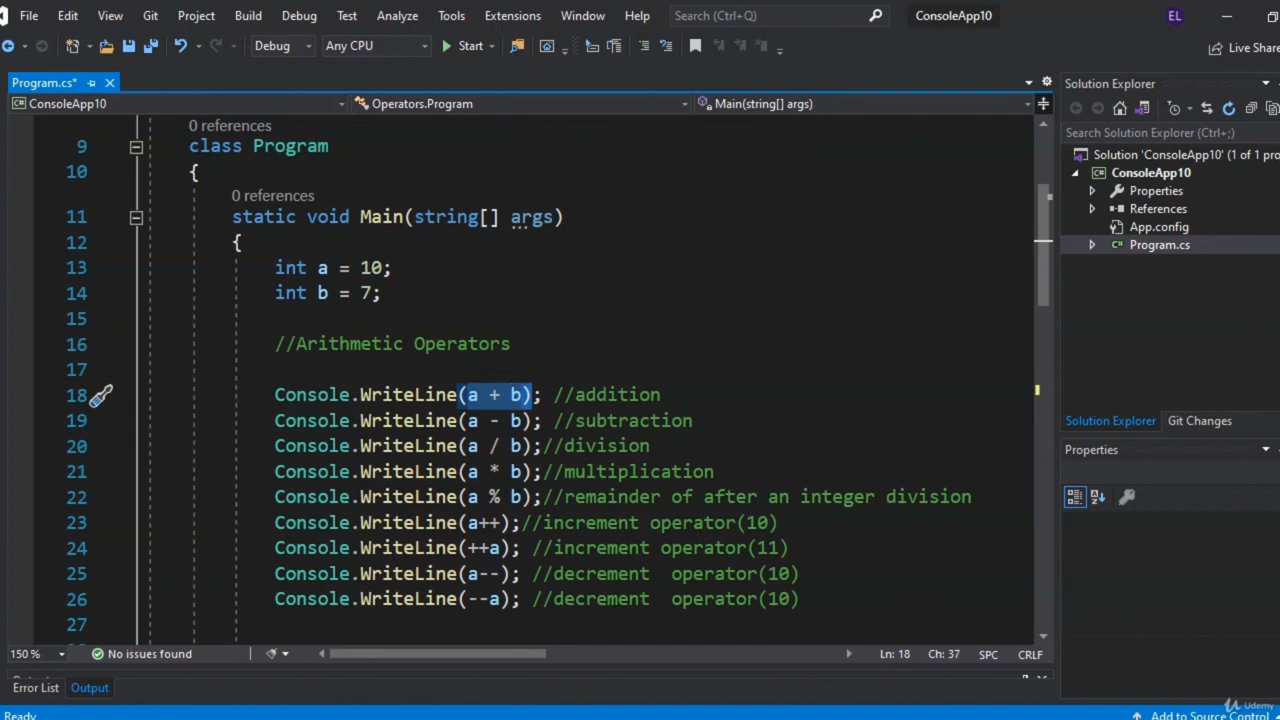 File Edit View Git Project Build Debug Test Analyze Tools Extensions Window Help Search (Ctrl+Q) ConsoleApp10 EL
Debug Any CPU Start Live Share
Program.cs*
ConsoleApp10 Operators.Program Main(string[] args)
0 references
9 class Program
10 {
0 references
11 static void Main(string[] args)
12 {
13 int a = 10;
14 int b = 7;
15
16 //Arithmetic Operators
17
18 Console.WriteLine(a + b); //addition
19 Console.WriteLine(a - b); //subtraction
20 Console.WriteLine(a / b);//division
21 Console.WriteLine(a * b);//multiplication
22 Console.WriteLine(a % b);//remainder of after an integer division
23 Console.WriteLine(a++);//increment operator(10)
24 Console.WriteLine(++a); //increment operator(11)
25 Console.WriteLine(a--); //decrement  operator(10)
26 Console.WriteLine(--a); //decrement  operator(10)
27
150 % No issues found Ln: 18 Ch: 37 SPC CRLF
Error List Output
Ready
Solution Explorer
Search Solution Explorer (Ctrl+;)
Solution 'ConsoleApp10' (1 of 1 pro
ConsoleApp10
Properties
References
App.config
Program.cs
Solution Explorer Git Changes
Properties
Udemy
Add to Source Control